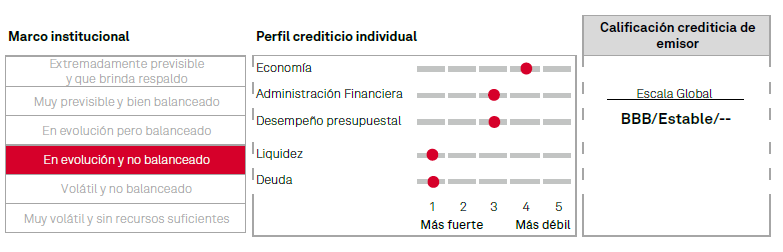 Marco institucional
Extremadamente previsible
y que brinda respaldo
Muy previsible y bien balanceado
En evolución pero balanceado
En evolución y no balanceado
Volátil y no balanceado
Muy volátil y sin recursos suficientes
Perfil crediticio individual
Economía
Administración Financiera
Desempeño presupuestal
Liquidez
Deuda
1 2 3 4 5
Más fuerte Más débil
Calificación crediticia de
emisor
Escala Global
BBB/Estable/--